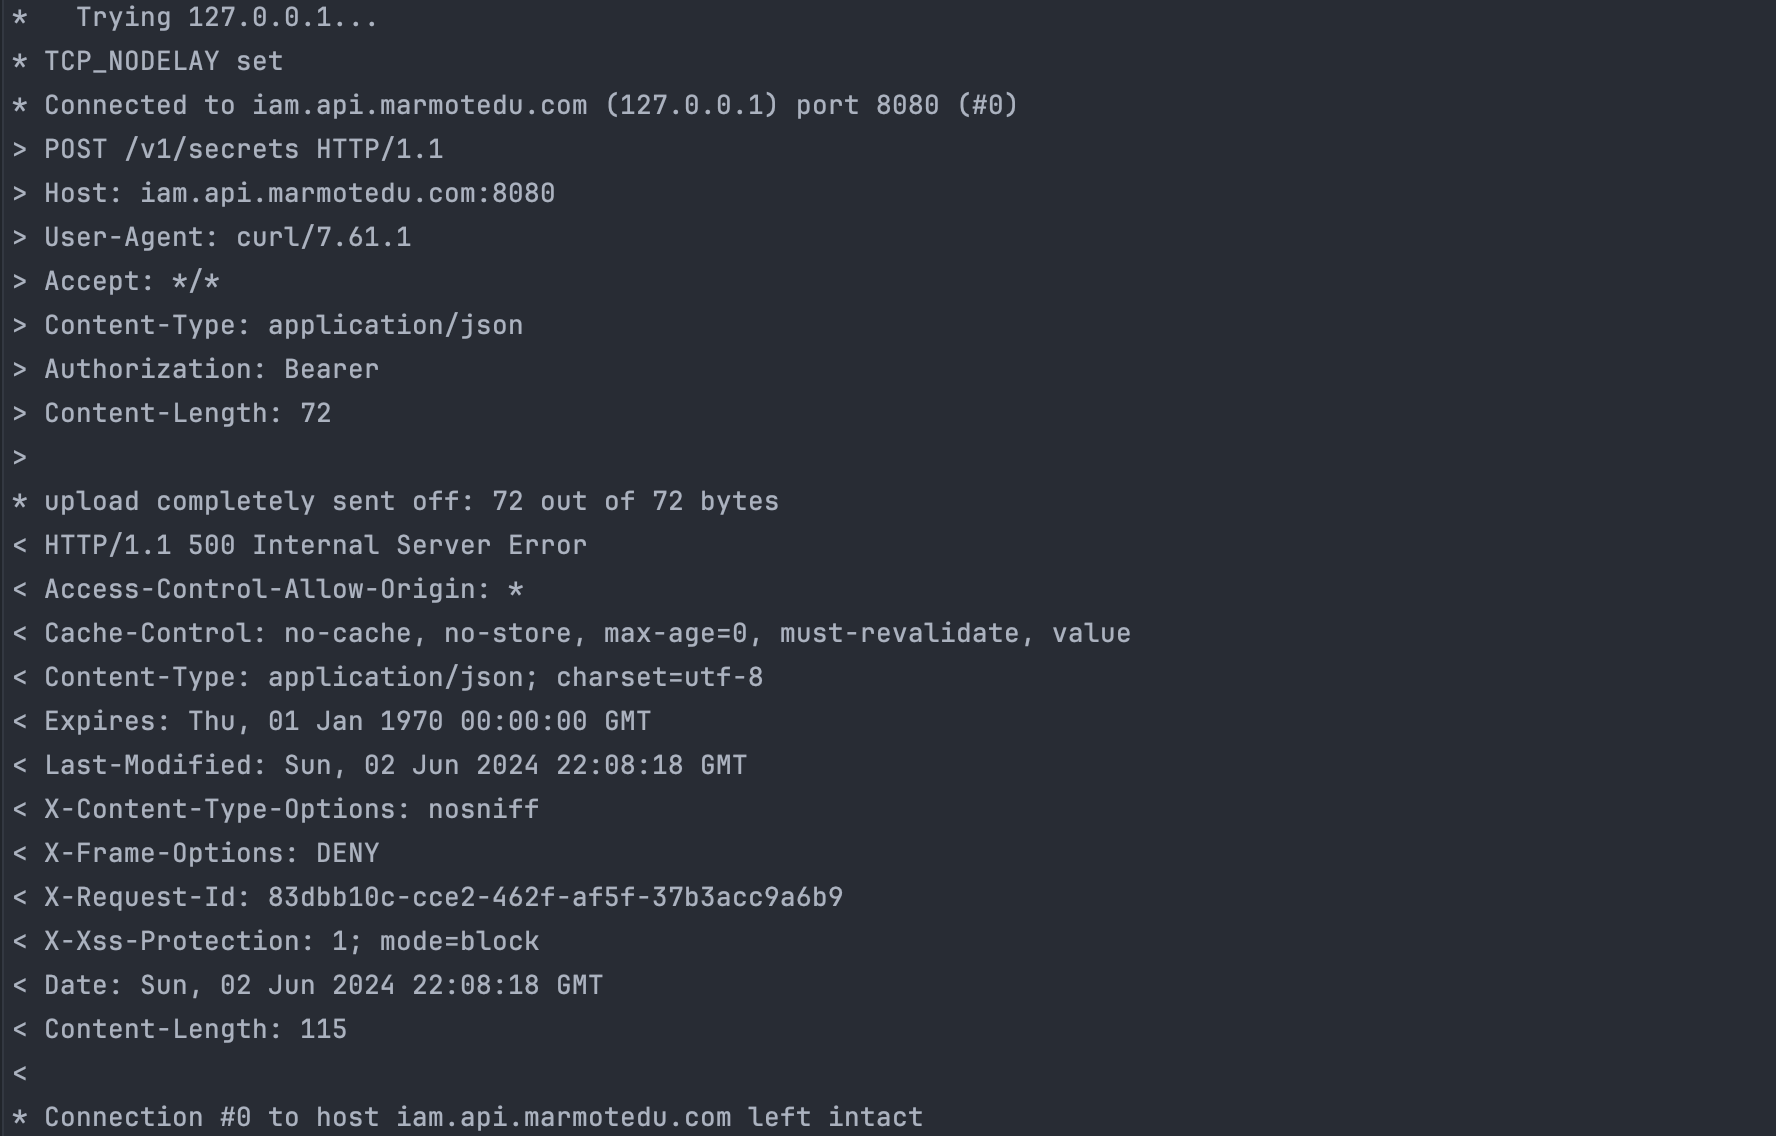 *   Trying 127.0.0.1...
* TCP_NODELAY set
* Connected to iam.api.marmotedu.com (127.0.0.1) port 8080 (#0)
> POST /v1/secrets HTTP/1.1
> Host: iam.api.marmotedu.com:8080
> User-Agent: curl/7.61.1
> Accept: */*
> Content-Type: application/json
> Authorization: Bearer
> Content-Length: 72
>
* upload completely sent off: 72 out of 72 bytes
< HTTP/1.1 500 Internal Server Error
< Access-Control-Allow-Origin: *
< Cache-Control: no-cache, no-store, max-age=0, must-revalidate, value
< Content-Type: application/json; charset=utf-8
< Expires: Thu, 01 Jan 1970 00:00:00 GMT
< Last-Modified: Sun, 02 Jun 2024 22:08:18 GMT
< X-Content-Type-Options: nosniff
< X-Frame-Options: DENY
< X-Request-Id: 83dbb10c-cce2-462f-af5f-37b3acc9a6b9
< X-Xss-Protection: 1; mode=block
< Date: Sun, 02 Jun 2024 22:08:18 GMT
< Content-Length: 115
<
* Connection #0 to host iam.api.marmotedu.com left intact